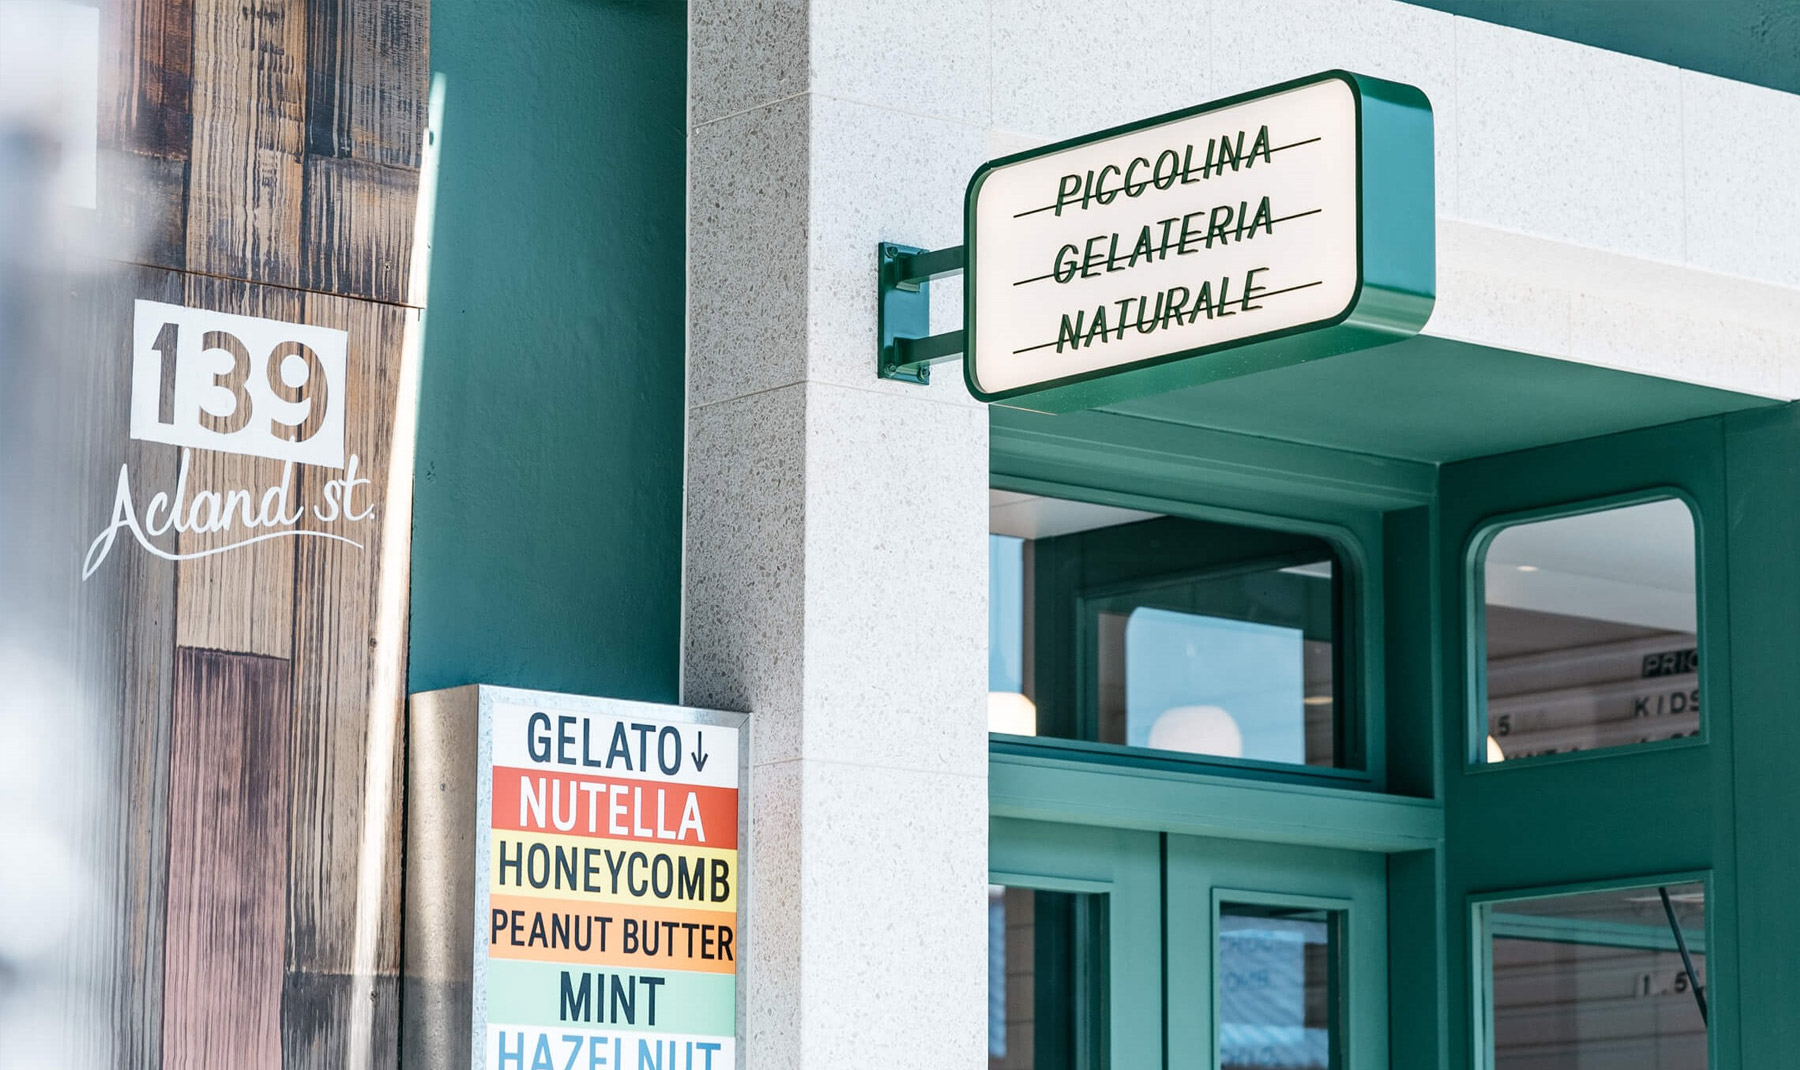 139
Acland st.
PICCOLINA
GELATERIA
NATURALE
GELATO↓
NUTELLA
HONEYCOMB
PEANUT BUTTER
MINT
HAZELNUT
KIDS